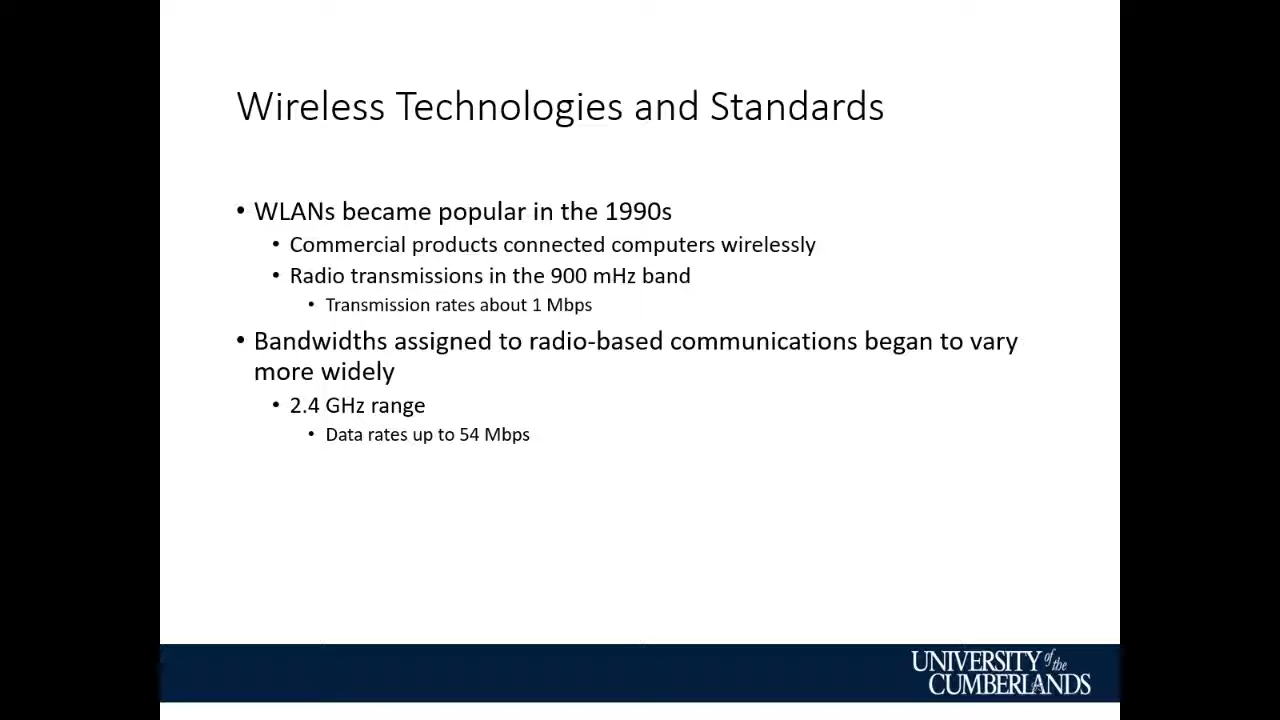 Wireless Technologies and Standards
• WLANs became popular in the 1990s
• Commercial products connected computers wirelessly
• Radio transmissions in the 900 mHz band
• Transmission rates about 1 Mbps
• Bandwidths assigned to radio-based communications began to vary
more widely
• 2.4 GHz range
• Data rates up to 54 Mbps
UNIVERSITY of the
CUMBERLANDS